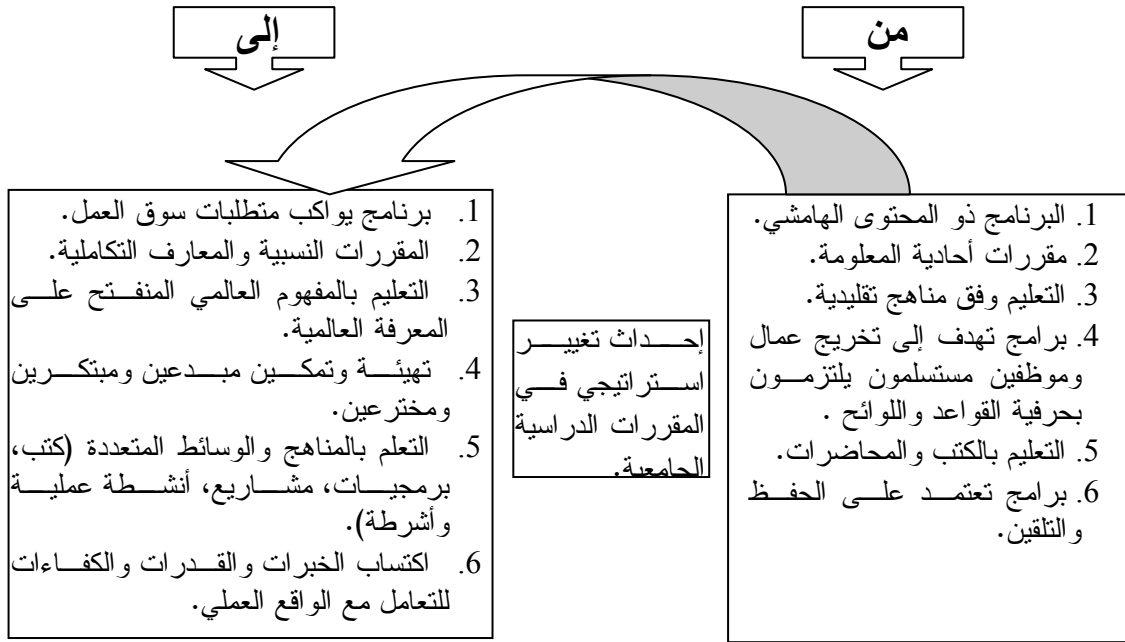 من
إلى
1. البرنامج ذو المحتوى الهامشي.
2. مقررات أحادية المعلومة.
3. التعليم وفق مناهج تقليدية.
4. برامج تهدف إلى تخريج عمال
وموظفين مستسلمون يلتزمون
بحرفية القواعد واللوائح .
5. التعليم بالكتب والمحاضرات.
6. برامج تعتمد على الحفظ
والتلقين.
إحداث تغيير
استراتيجي في
المقررات الدراسية
الجامعية.
1. برنامج يواكب متطلبات سوق العمل.
2. المقررات النسبية والمعارف التكاملية.
3. التعليم بالمفهوم العالمي المنفتح على
المعرفة العالمية.
4. تهيئة وتمكين مبدعين ومبتكرين
ومخترعين.
5. التعلم بالمناهج والوسائط المتعددة (كتب،
برمجيات، مشاريع، أنشطة عملية
وأشرطة).
6. اكتساب الخبرات والقدرات والكفاءات
للتعامل مع الواقع العملي.